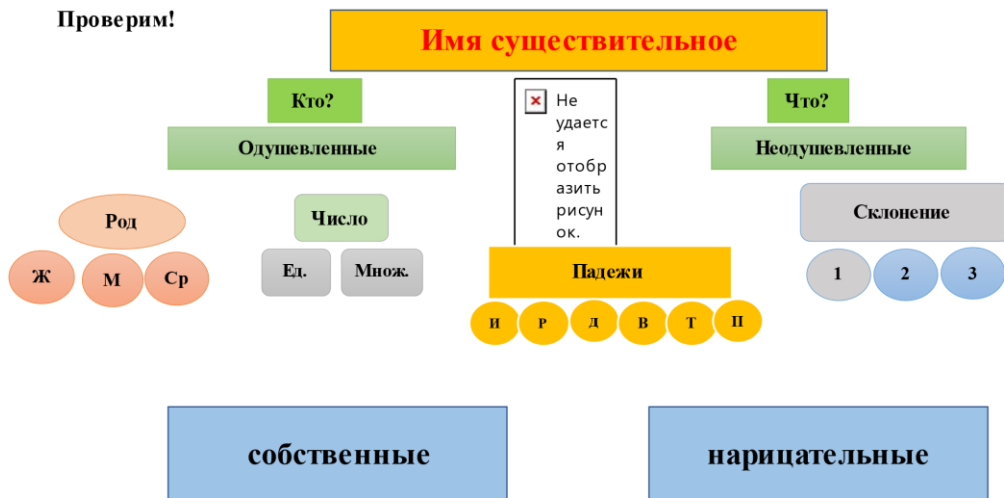 Проверим!
Имя существительное
Кто?
Не
удаетс
я
отобр
азить
рисун
ок.
Что?
Одушевленные
Неодушевленные
Род
Число
Склонение
Ж
М
Ср
Ед.
Множ.
Падежи
1
2
3
И
Р
Д
В
Т
П
собственные
нарицательные